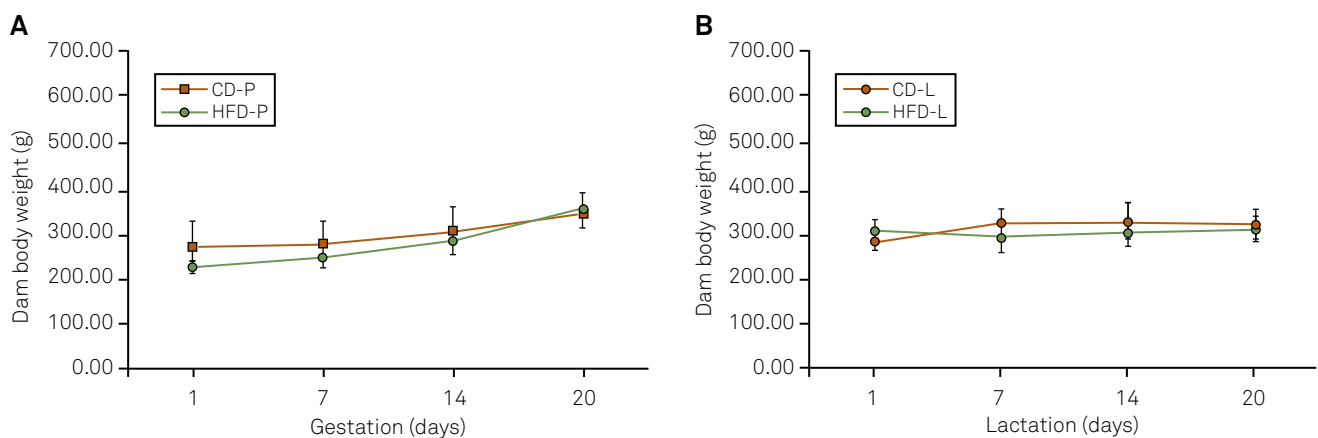 A
700.00
600.00
500.00
400.00
300.00
200.00
100.00
0.00
Dam body weight (g)
CD-P
HFD-P
1 7 14 20
Gestation (days)
B
700.00
600.00
500.00
400.00
300.00
200.00
100.00
0.00
Dam body weight (g)
CD-L
HFD-L
1 7 14 20
Lactation (days)